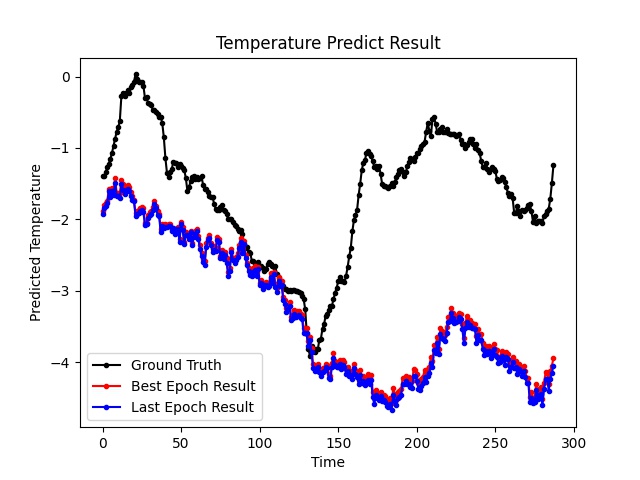 Temperature Predict Result
0
−1
−2
−3
−4
Predicted Temperature
Ground Truth
Best Epoch Result
Last Epoch Result
0 50 100 150 200 250 300
Time